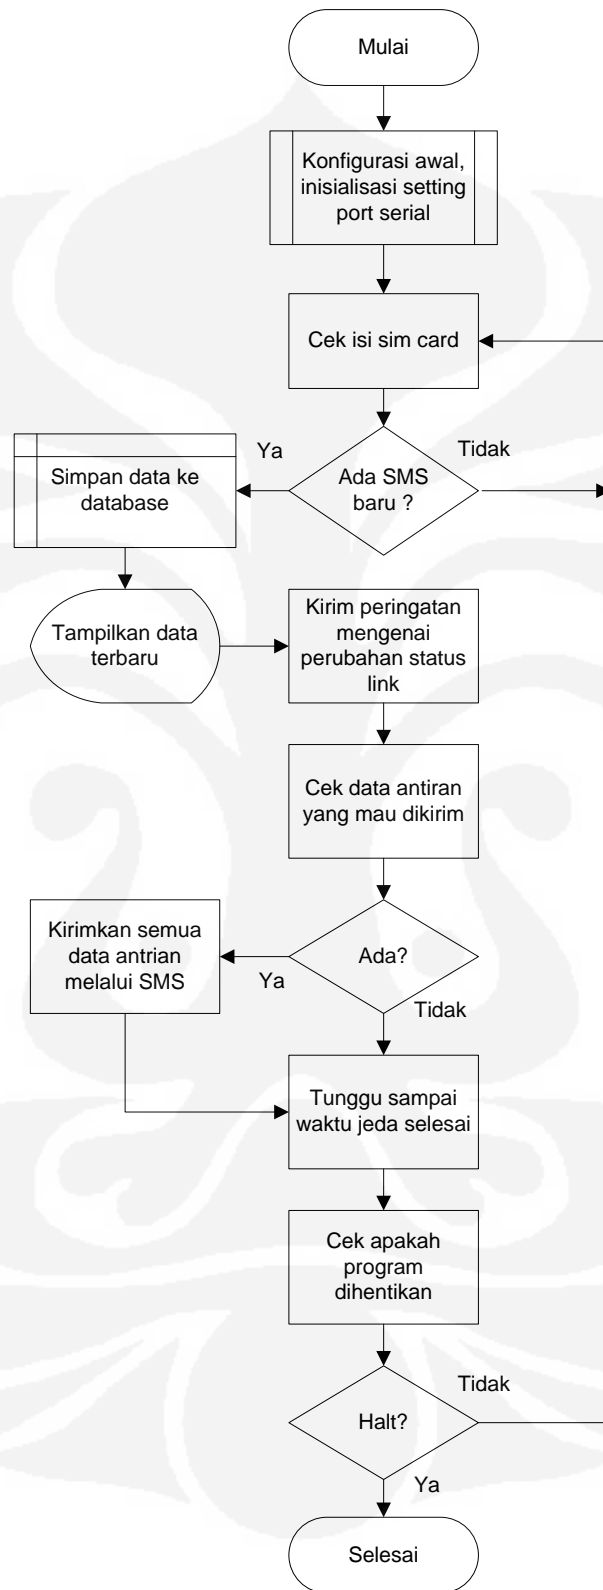 Mulai
Konfigurasi awal,
inisialisasi setting
port serial
Cek isi sim card
Ya
Tidak
Ada SMS
baru ?
Simpan data ke
database
Tampilkan data
terbaru
Kirim peringatan
mengenai
perubahan status
link
Cek data antiran
yang mau dikirim
Kirimkan semua
data antrian
melalui SMS
Ya
Ada?
Tidak
Tunggu sampai
waktu jeda selesai
Cek apakah
program
dihentikan
Halt?
Tidak
Ya
Selesai